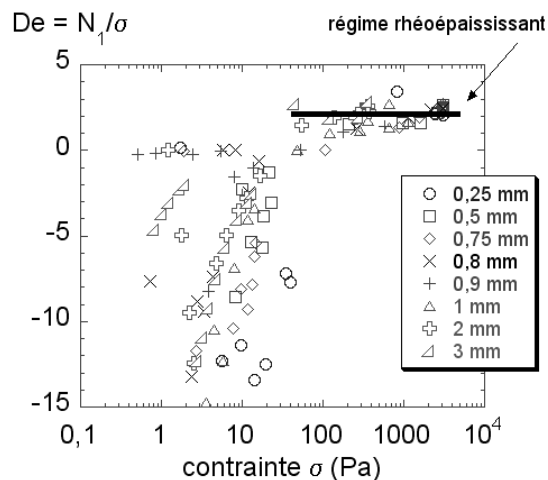 De = N₁/σ
régime rhéoépaississant
5
0
-5
-10
-15
0,25 mm
0,5 mm
0,75 mm
0,8 mm
0,9 mm
1 mm
2 mm
3 mm
0,1 1 10 100 1000 10⁴
contrainte σ (Pa)